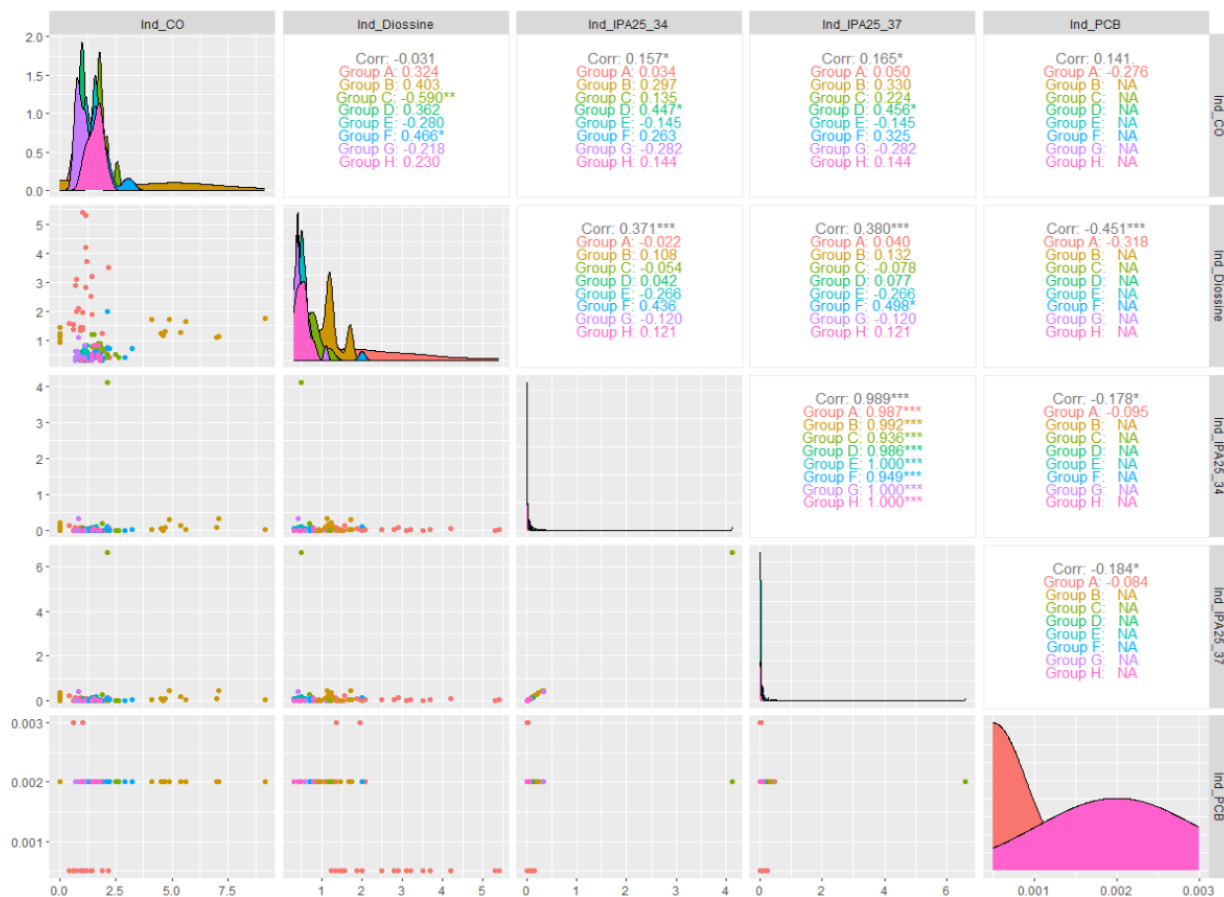 Ind_CO
Ind_Diossine
Ind_IPA25_34
Ind_IPA25_37
Ind_PCB
2.0
1.5
1.0
0.5
0.0
Corr: -0.031
Group A: 0.324
Group B: 0.403
Group C: -0.590**
Group D: 0.362
Group E: -0.280
Group F: 0.466*
Group G: -0.218
Group H: 0.230
Corr: 0.157*
Group A: 0.034
Group B: 0.297
Group C: 0.135
Group D: 0.447*
Group E: -0.145
Group F: 0.263
Group G: -0.282
Group H: 0.144
Corr: 0.165*
Group A: 0.050
Group B: 0.330
Group C: 0.224
Group D: 0.456*
Group E: -0.145
Group F: 0.325
Group G: -0.282
Group H: 0.144
Corr: 0.141.
Group A: -0.276
Group B: NA
Group C: NA
Group D: NA
Group E: NA
Group F: NA
Group G: NA
Group H: NA
Ind_CO
5
4
3
2
1
Corr: 0.371***
Group A: -0.022
Group B: 0.108
Group C: -0.054
Group D: 0.042
Group E: -0.266
Group F: 0.436
Group G: -0.120
Group H: 0.121
Corr: 0.380***
Group A: 0.040
Group B: 0.132
Group C: -0.078
Group D: 0.077
Group E: -0.266
Group F: 0.498*
Group G: -0.120
Group H: 0.121
Corr: -0.451***
Group A: -0.318
Group B: NA
Group C: NA
Group D: NA
Group E: NA
Group F: NA
Group G: NA
Group H: NA
Ind_Diossine
4
3
2
1
0
Corr: 0.989***
Group A: 0.987***
Group B: 0.992***
Group C: 0.936***
Group D: 0.986***
Group E: 1.000***
Group F: 0.949***
Group G: 1.000***
Group H: 1.000***
Corr: -0.178*
Group A: -0.095
Group B: NA
Group C: NA
Group D: NA
Group E: NA
Group F: NA
Group G: NA
Group H: NA
Ind_IPA25_34
6
4
2
0
Corr: -0.184*
Group A: -0.084
Group B: NA
Group C: NA
Group D: NA
Group E: NA
Group F: NA
Group G: NA
Group H: NA
Ind_IPA25_37
0.003
0.002
0.001
Ind_PCB
0.0 2.5 5.0 7.5
1 2 3 4 5
0 1 2 3 4
0 2 4 6
0.001 0.002 0.003